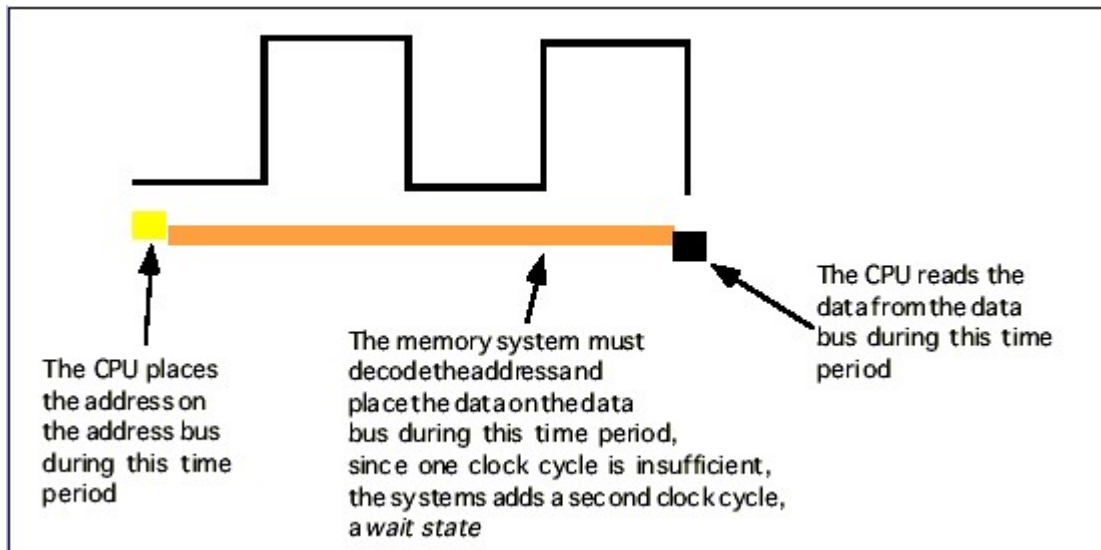 The CPU places
the address on
the address bus
during this time
period
The memory system must
decodetheaddressand
place the data on the data
bus during this time period,
since one clock cycle is insufficient,
the systems adds a second clock cycle,
a wait state
The CPU reads the
data from the data
bus during this time
period